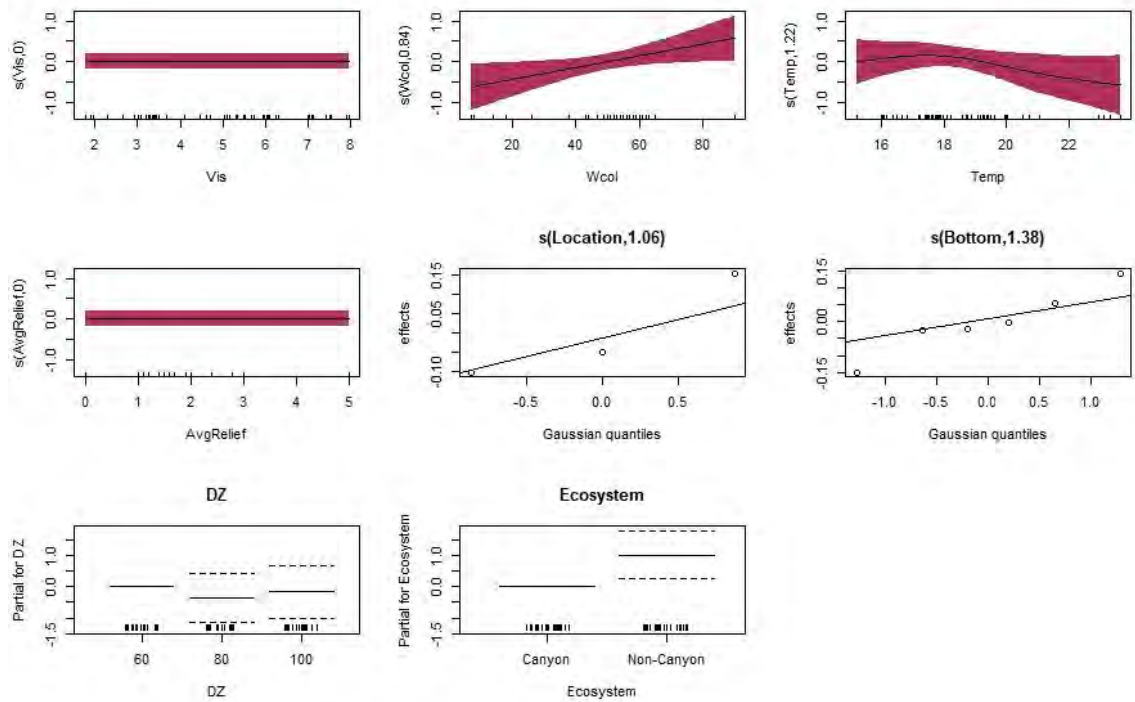 s(Vis,0)
1.0
0.0
-1.0
2 3 4 5 6 7 8
Vis
s(Wcol,0.84)
1.0
0.0
-1.0
20 40 60 80
Wcol
s(Temp,1.22)
1.0
0.0
-1.0
16 18 20 22
Temp
s(AvgRelief,0)
1.0
0.0
-1.0
0 1 2 3 4 5
AvgRelief
s(Location,1.06)
effects
0.15
0.05
-0.10
-0.5 0.0 0.5
Gaussian quantiles
s(Bottom,1.38)
effects
0.15
0.00
-0.15
-1.0 -0.5 0.0 0.5 1.0
Gaussian quantiles
DZ
Partial for DZ
1.0
0.0
-1.5
60 80 100
DZ
Ecosystem
Partial for Ecosystem
1.0
0.0
-1.5
Canyon Non-Canyon
Ecosystem